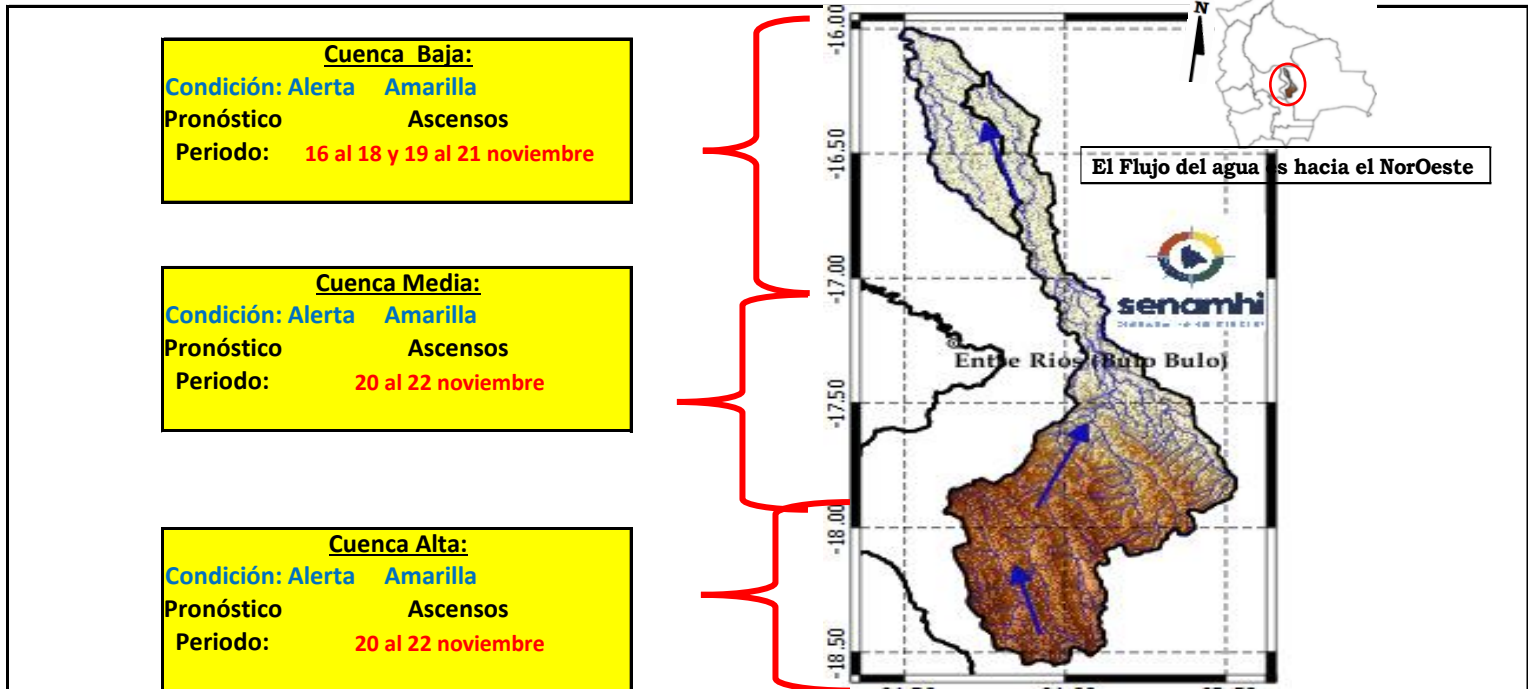 Cuenca Baja:
Condición: Alerta Amarilla
Pronóstico Ascensos
Periodo: 16 al 18 y 19 al 21 noviembre
Cuenca Media:
Condición: Alerta Amarilla
Pronóstico Ascensos
Periodo: 20 al 22 noviembre
Cuenca Alta:
Condición: Alerta Amarilla
Pronóstico Ascensos
Periodo: 20 al 22 noviembre
-16.00
-16.50
-17.00
-17.50
-18.00
-18.50
N
El Flujo del agua es hacia el NorOeste
senamhi
Entre Rios (Bulo Bulo)